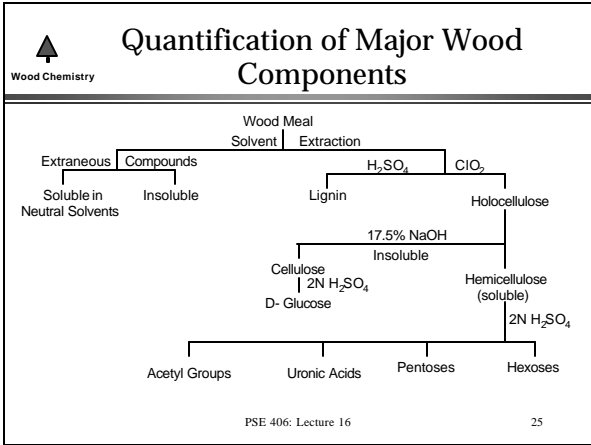 Quantification of Major Wood
Components
Wood Chemistry
Wood Meal
Solvent Extraction
Extraneous Compounds
H₂SO₄ ClO₂
Soluble in
Neutral Solvents
Insoluble
Lignin
Holocellulose
17.5% NaOH
Insoluble
Cellulose
2N H₂SO₄
D- Glucose
Hemicellulose
(soluble)
2N H₂SO₄
Acetyl Groups Uronic Acids Pentoses Hexoses
PSE 406: Lecture 16 25